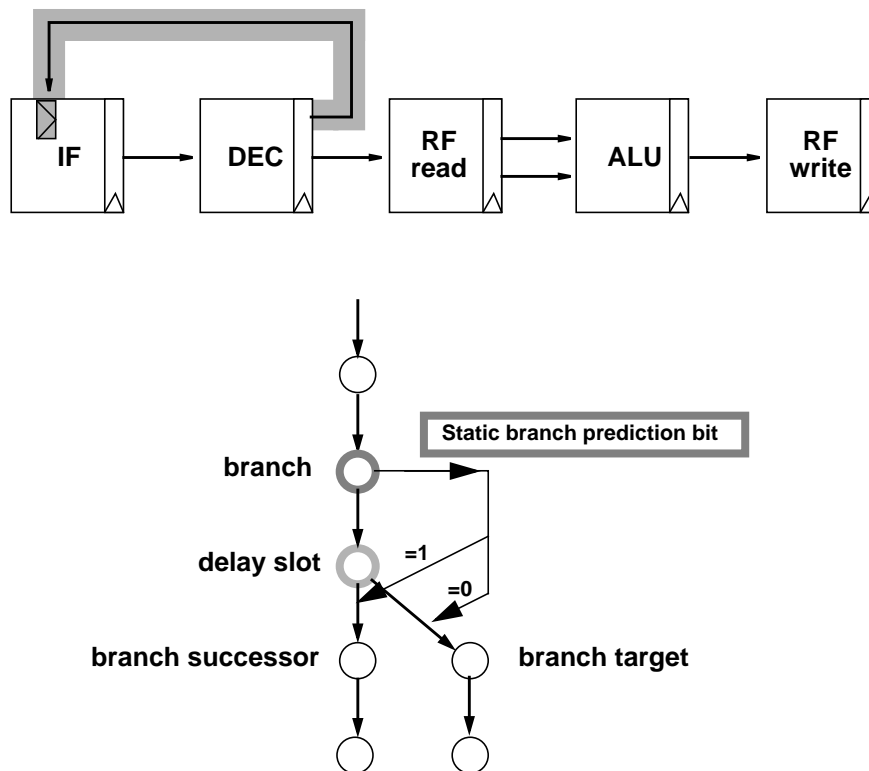 IF
DEC
RF
read
ALU
RF
write
Static branch prediction bit
branch
delay slot
=1
=0
branch successor
branch target